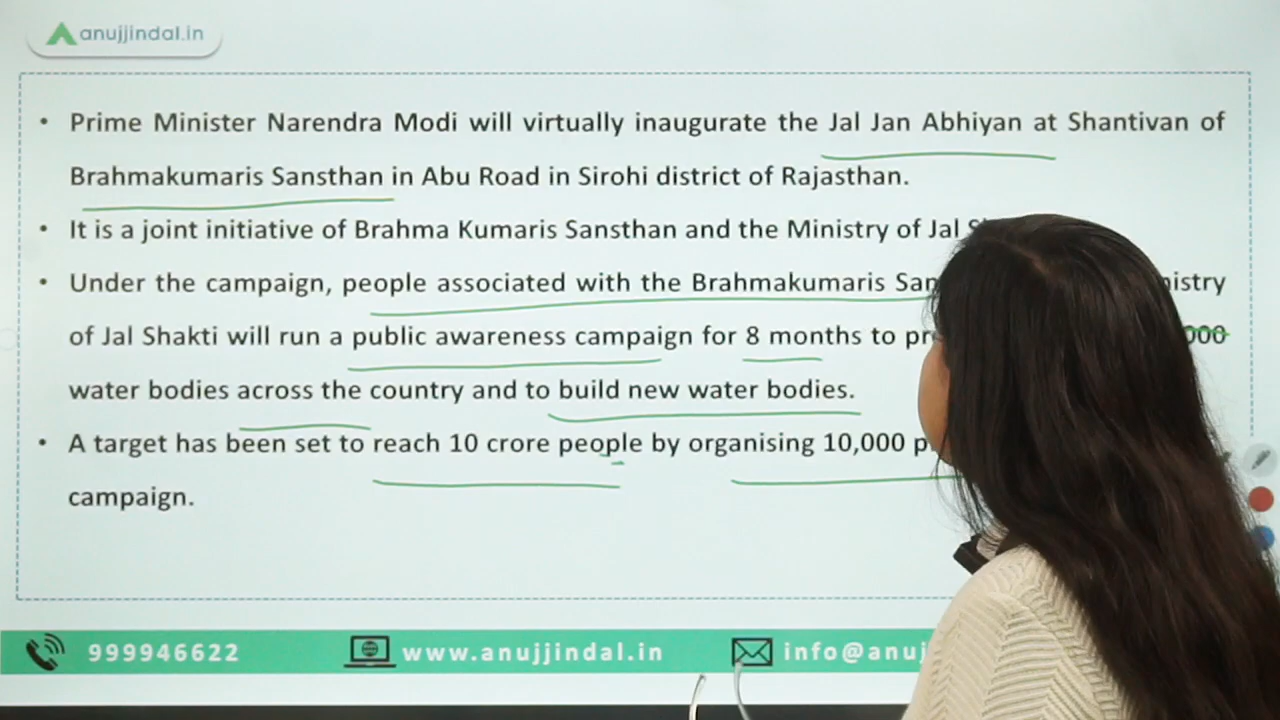 anujjindal.in
• Prime Minister Narendra Modi will virtually inaugurate the Jal Jan Abhiyan at Shantivan of
Brahmakumaris Sansthan in Abu Road in Sirohi district of Rajasthan.
• It is a joint initiative of Brahma Kumaris Sansthan and the Ministry of Jal
• Under the campaign, people associated with the Brahmakumaris
of Jal Shakti will run a public awareness campaign for 8 months to
water bodies across the country and to build new water bodies.
• A target has been set to reach 10 crore people by organising 10,000
campaign.
999946622 www.anujjindal.in